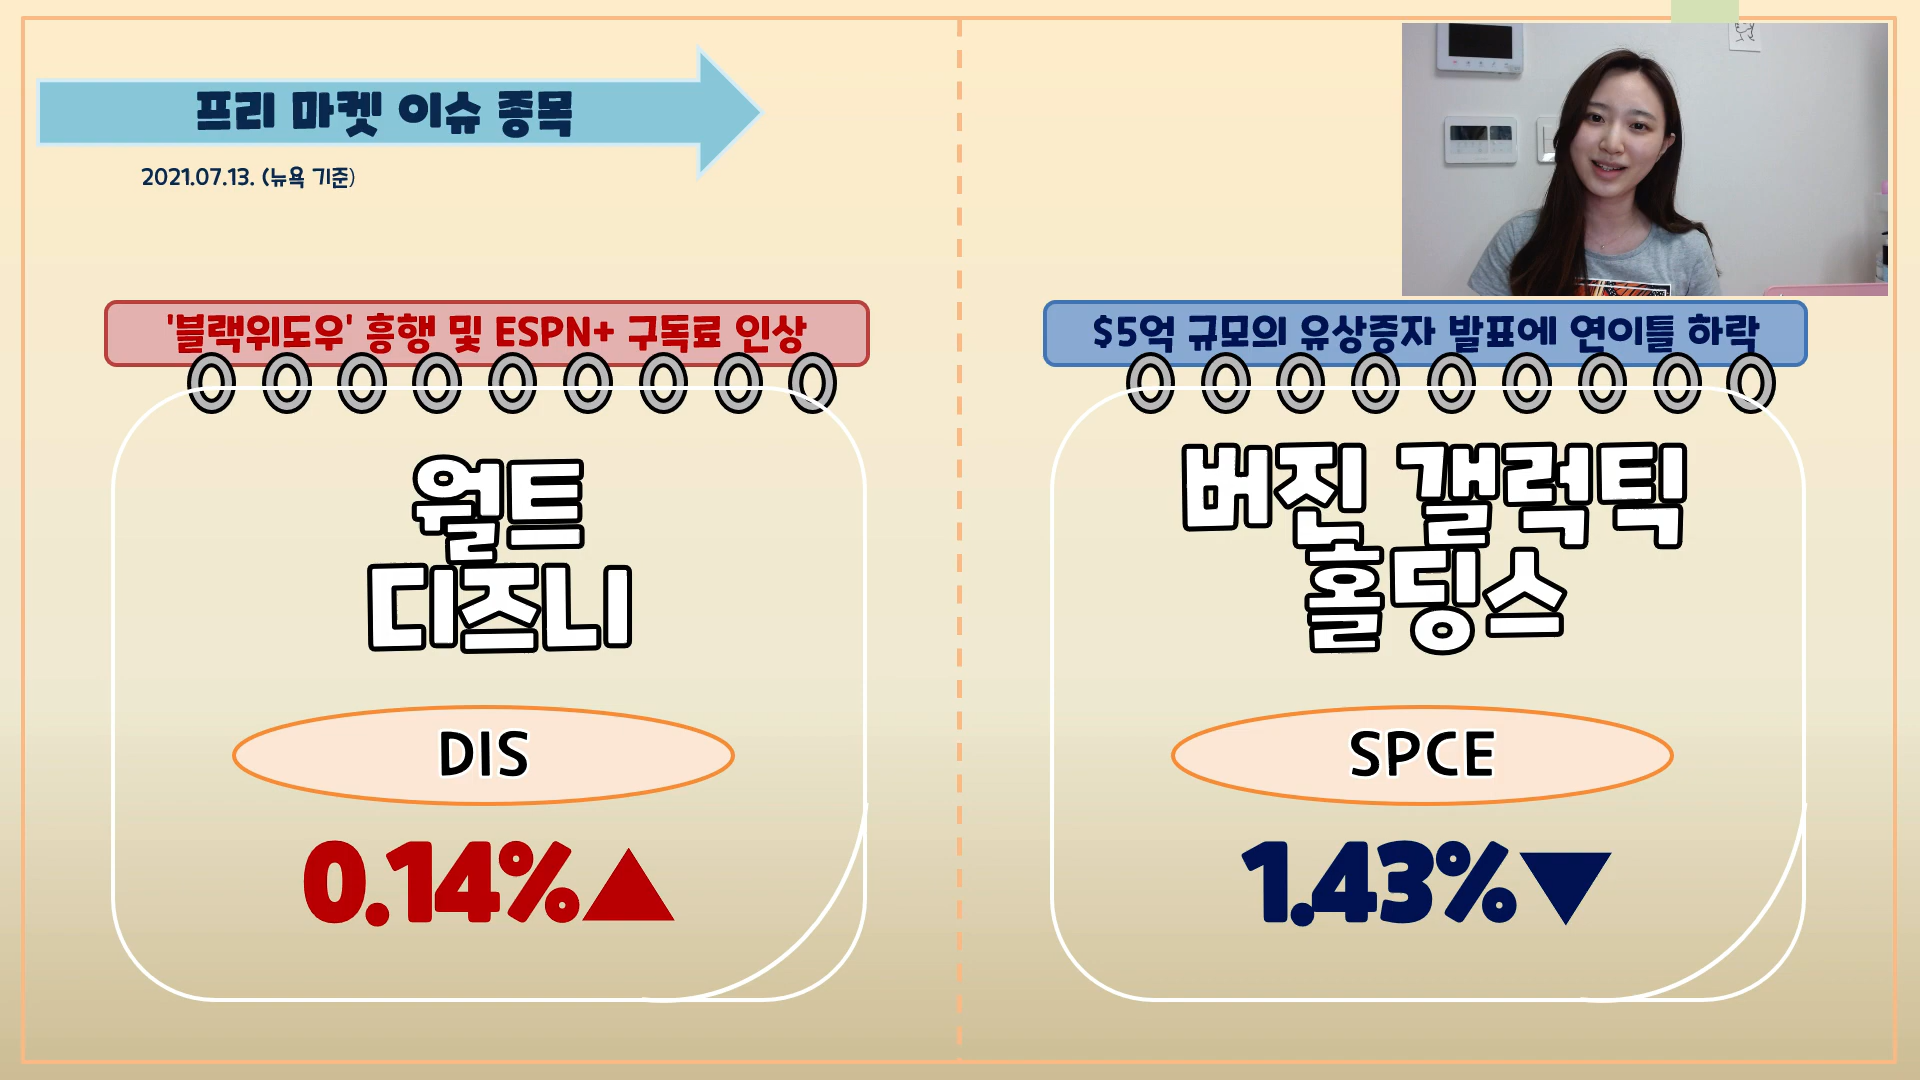 프리 마켓 이슈 종목
2021.07.13. (뉴욕 기준)
'블랙위도우' 흥행 및 ESPN+ 구독료 인상
월트
디즈니
DIS
0.14%▲
$5억 규모의 유상증자 발표에 연이틀 하락
버진 갤럭틱
홀딩스
SPCE
1.43%▼